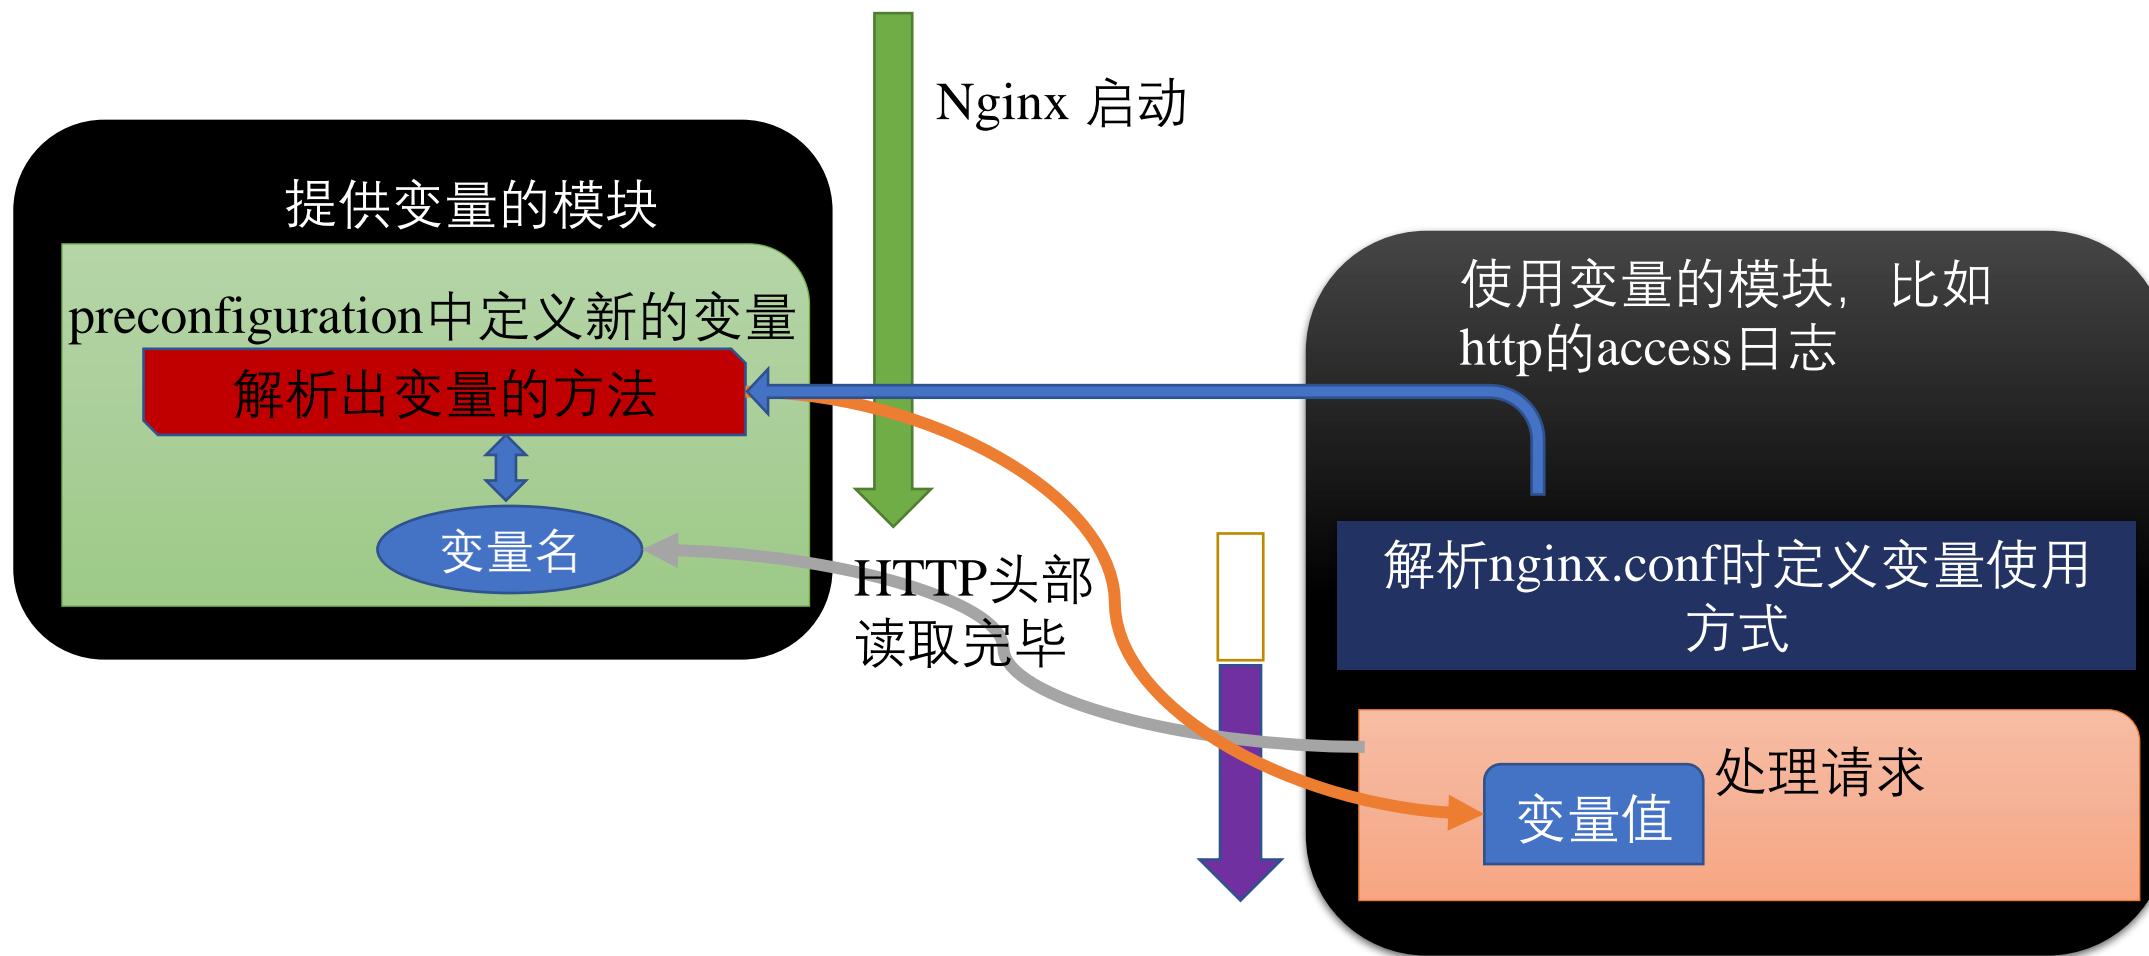 Nginx 启动
提供变量的模块
preconfiguration中定义新的变量
解析出变量的方法
变量名
HTTP头部
读取完毕
使用变量的模块，比如
http的access日志
解析nginx.conf时定义变量使用
方式
处理请求
变量值